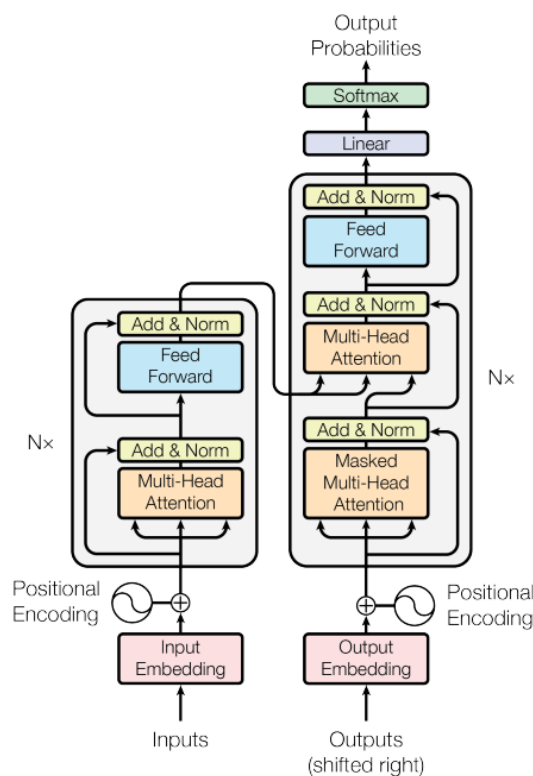 Output
Probabilities
Softmax
Linear
Add & Norm
Feed
Forward
Add & Norm
Multi-Head
Attention
Add & Norm
Masked
Multi-Head
Attention
N×
Add & Norm
Feed
Forward
Add & Norm
Multi-Head
Attention
N×
Positional
Encoding
Positional
Encoding
Input
Embedding
Output
Embedding
Inputs
Outputs
(shifted right)